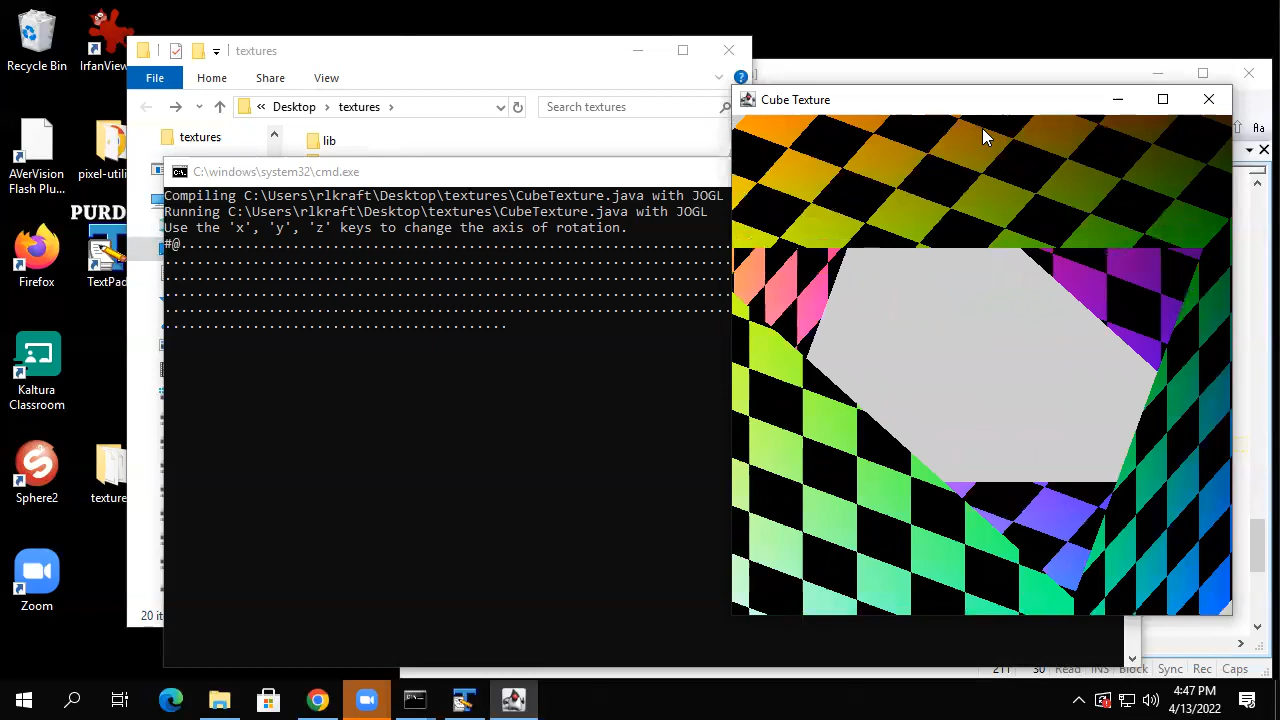 Recycle Bin
IrfanView
AVerVision
Flash Plu...
pixel-utili
PURD
Firefox
TextPad
Kaltura
Classroom
Sphere2
texture
Zoom
textures
File
Home
Share
View
Desktop
textures
Search textures
textures
lib
20 it
C:\windows\system32\cmd.exe
Compiling C:\Users\rlkraft\Desktop\textures\CubeTexture.java with JOGL
Running C:\Users\rlkraft\Desktop\textures\CubeTexture.java with JOGL
Use the 'x', 'y', 'z' keys to change the axis of rotation.
Cube Texture
Aa
211 30 Read INS Block Sync Rec Caps
4:47 PM
4/13/2022